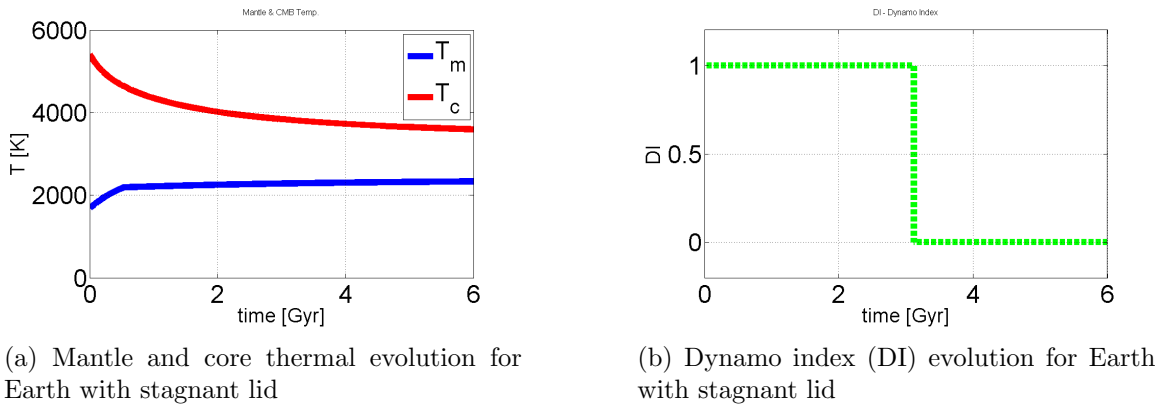 Mantle & CMB Temp.
6000
4000
2000
0
T [K]
T_m
T_c
0 2 4 6
time [Gyr]
(a) Mantle and core thermal evolution for
Earth with stagnant lid
DI - Dynamo Index
1
0.5
0
DI
0 2 4 6
time [Gyr]
(b) Dynamo index (DI) evolution for Earth
with stagnant lid